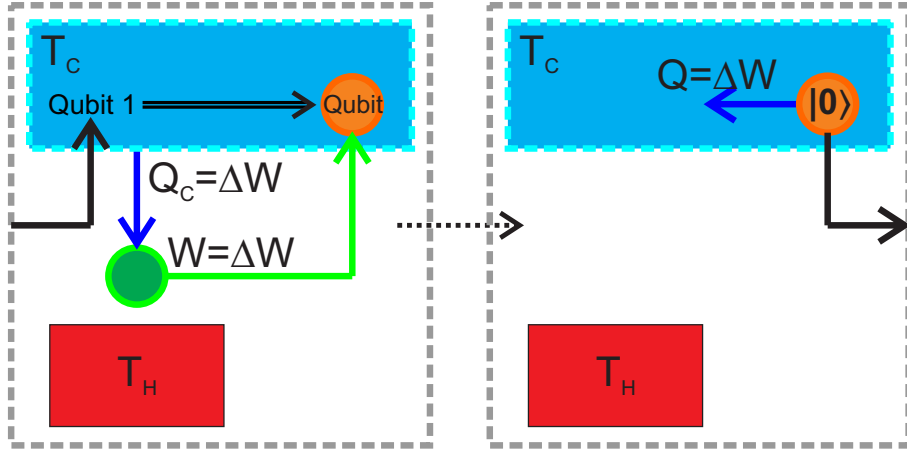 T_C
Qubit 1
Qubit
Q_C=ΔW
W=ΔW
T_H
T_C
Q=ΔW
|0⟩
T_H